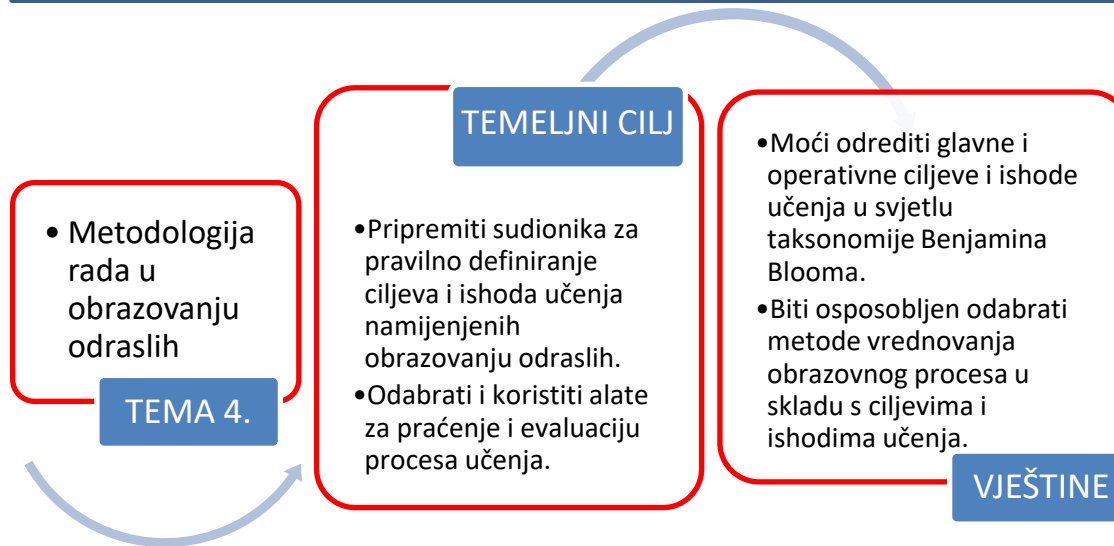 • Metodologija
rada u
obrazovanju
odraslih
TEMA 4.
TEMELJNI CILJ
•Pripremiti sudionika za
pravilno definiranje
ciljeva i ishoda učenja
namijenjenih
obrazovanju odraslih.
•Odabrati i koristiti alate
za praćenje i evaluaciju
procesa učenja.
•Moći odrediti glavne i
operativne ciljeve i ishode
učenja u svjetlu
taksonomije Benjamina
Blooma.
•Biti osposobljen odabrati
metode vrednovanja
obrazovnog procesa u
skladu s ciljevima i
ishodima učenja.
VJEŠTINE